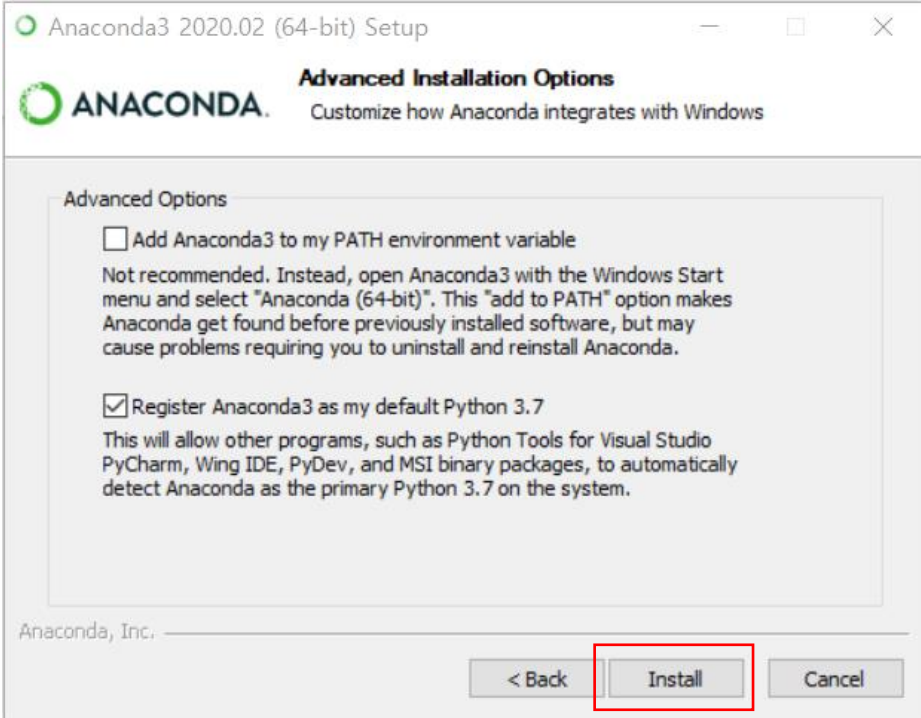 Anaconda3 2020.02 (64-bit) Setup
ANACONDA.
Advanced Installation Options
Customize how Anaconda integrates with Windows
Advanced Options
Add Anaconda3 to my PATH environment variable
Not recommended. Instead, open Anaconda3 with the Windows Start
menu and select "Anaconda (64-bit)". This "add to PATH" option makes
Anaconda get found before previously installed software, but may
cause problems requiring you to uninstall and reinstall Anaconda.
Register Anaconda3 as my default Python 3.7
This will allow other programs, such as Python Tools for Visual Studio
PyCharm, Wing IDE, PyDev, and MSI binary packages, to automatically
detect Anaconda as the primary Python 3.7 on the system.
Anaconda, Inc.
< Back
Install
Cancel